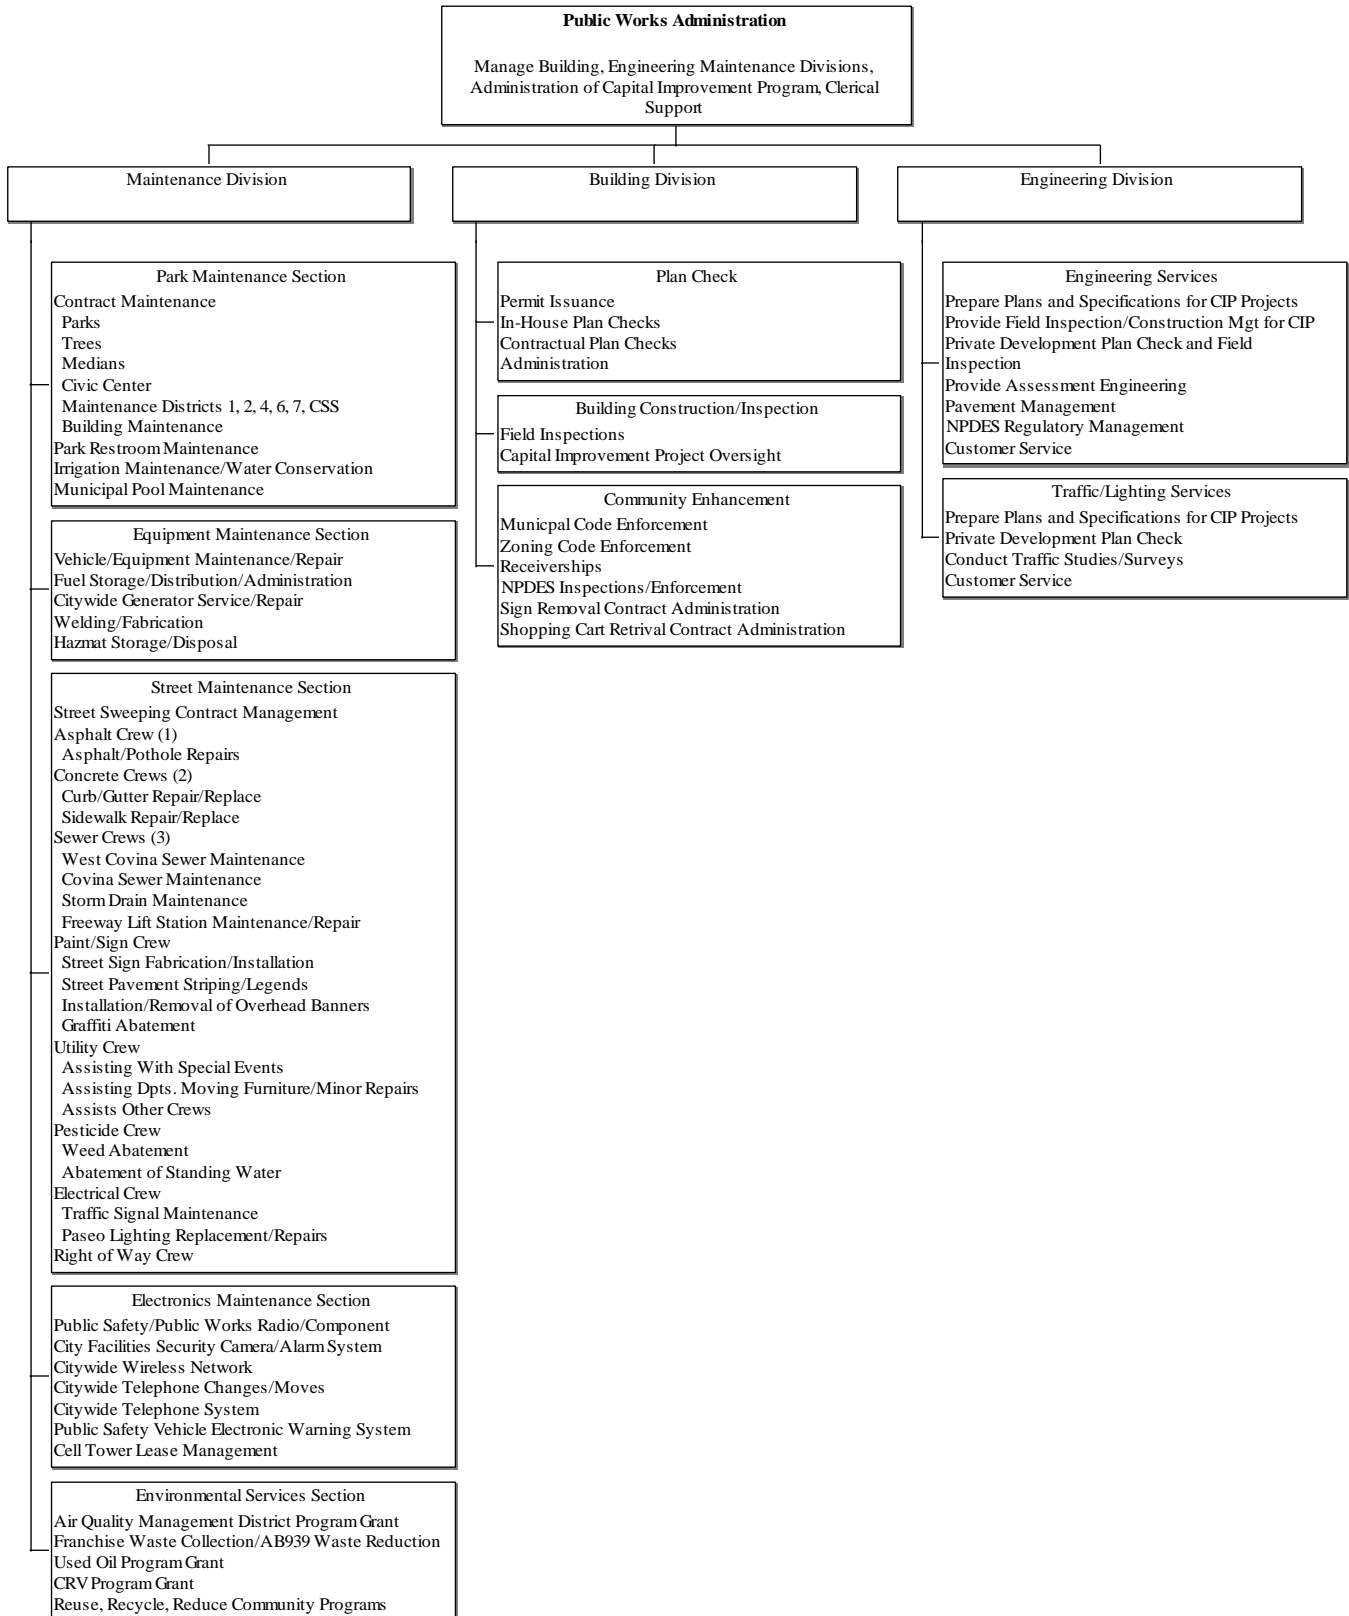 Public Works Administration
Manage Building, Engineering Maintenance Divisions,
Administration of Capital Improvement Program, Clerical
Support
Maintenance Division
Building Division
Engineering Division
Park Maintenance Section
Contract Maintenance
Parks
Trees
Medians
Civic Center
Maintenance Districts 1, 2, 4, 6, 7, CSS
Building Maintenance
Park Restroom Maintenance
Irrigation Maintenance/Water Conservation
Municipal Pool Maintenance
Equipment Maintenance Section
Vehicle/Equipment Maintenance/Repair
Fuel Storage/Distribution/Administration
Citywide Generator Service/Repair
Welding/Fabrication
Hazmat Storage/Disposal
Street Maintenance Section
Street Sweeping Contract Management
Asphalt Crew (1)
Asphalt/Pothole Repairs
Concrete Crews (2)
Curb/Gutter Repair/Replace
Sidewalk Repair/Replace
Sewer Crews (3)
West Covina Sewer Maintenance
Covina Sewer Maintenance
Storm Drain Maintenance
Freeway Lift Station Maintenance/Repair
Paint/Sign Crew
Street Sign Fabrication/Installation
Street Pavement Striping/Legends
Installation/Removal of Overhead Banners
Graffiti Abatement
Utility Crew
Assisting With Special Events
Assisting Dpts. Moving Furniture/Minor Repairs
Assists Other Crews
Pesticide Crew
Weed Abatement
Abatement of Standing Water
Electrical Crew
Traffic Signal Maintenance
Paseo Lighting Replacement/Repairs
Right of Way Crew
Electronics Maintenance Section
Public Safety/Public Works Radio/Component
City Facilities Security Camera/Alarm System
Citywide Wireless Network
Citywide Telephone Changes/Moves
Citywide Telephone System
Public Safety Vehicle Electronic Warning System
Cell Tower Lease Management
Environmental Services Section
Air Quality Management District Program Grant
Franchise Waste Collection/AB939 Waste Reduction
Used Oil Program Grant
CRV Program Grant
Reuse, Recycle, Reduce Community Programs
Plan Check
Permit Issuance
In-House Plan Checks
Contractual Plan Checks
Administration
Building Construction/Inspection
Field Inspections
Capital Improvement Project Oversight
Community Enhancement
Municpal Code Enforcement
Zoning Code Enforcement
Receiverships
NPDES Inspections/Enforcement
Sign Removal Contract Administration
Shopping Cart Retrival Contract Administration
Engineering Services
Prepare Plans and Specifications for CIP Projects
Provide Field Inspection/Construction Mgt for CIP
Private Development Plan Check and Field
Inspection
Provide Assessment Engineering
Pavement Management
NPDES Regulatory Management
Customer Service
Traffic/Lighting Services
Prepare Plans and Specifications for CIP Projects
Private Development Plan Check
Conduct Traffic Studies/Surveys
Customer Service